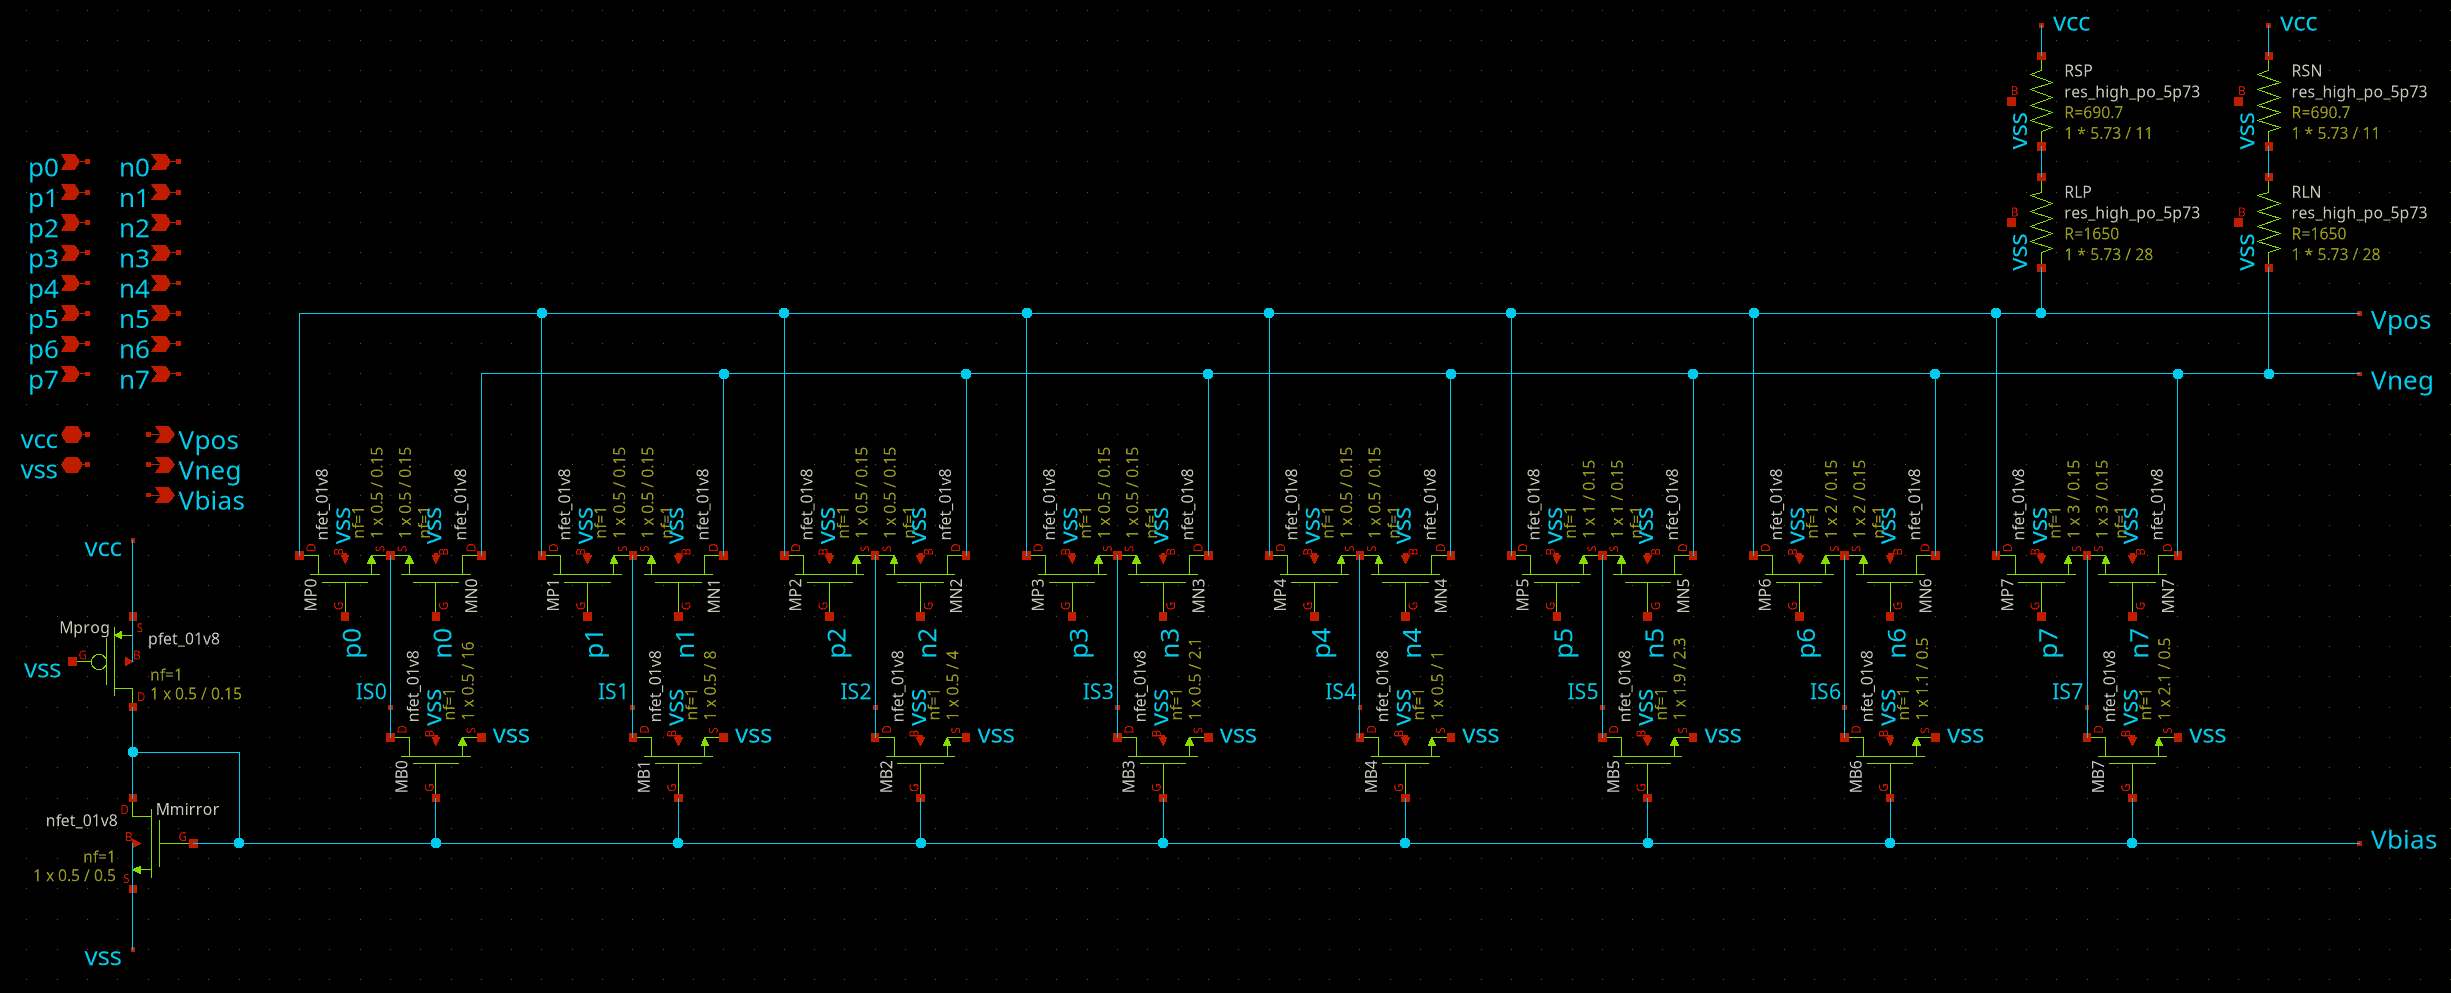 vcc
vcc
RSP
res_high_po_5p73
R=690.7
1 * 5.73 / 11
B
vss
RSN
res_high_po_5p73
R=690.7
1 * 5.73 / 11
B
vss
RLP
res_high_po_5p73
R=1650
1 * 5.73 / 28
B
vss
RLN
res_high_po_5p73
R=1650
1 * 5.73 / 28
B
vss
p0 n0
p1 n1
p2 n2
p3 n3
p4 n4
p5 n5
p6 n6
p7 n7
vcc Vpos
vss Vneg
Vbias
Vpos
Vneg
vcc
Mprog
pfet_01v8
nf=1
1 x 0.5 / 0.15
vss
G
S
B
D
Mmirror
nfet_01v8
nf=1
1 x 0.5 / 0.5
D
B
G
S
vss
MP0
nfet_01v8
vss
nf=1
1 x 0.5 / 0.15
D B S G
p0
MN0
nfet_01v8
vss
nf=1
1 x 0.5 / 0.15
S B D G
n0
IS0
MB0
nfet_01v8
vss
nf=1
1 x 0.5 / 16
D B S G
vss
MP1
nfet_01v8
vss
nf=1
1 x 0.5 / 0.15
D B S G
p1
MN1
nfet_01v8
vss
nf=1
1 x 0.5 / 0.15
S B D G
n1
IS1
MB1
nfet_01v8
vss
nf=1
1 x 0.5 / 8
D B S G
vss
MP2
nfet_01v8
vss
nf=1
1 x 0.5 / 0.15
D B S G
p2
MN2
nfet_01v8
vss
nf=1
1 x 0.5 / 0.15
S B D G
n2
IS2
MB2
nfet_01v8
vss
nf=1
1 x 0.5 / 4
D B S G
vss
MP3
nfet_01v8
vss
nf=1
1 x 0.5 / 0.15
D B S G
p3
MN3
nfet_01v8
vss
nf=1
1 x 0.5 / 0.15
S B D G
n3
IS3
MB3
nfet_01v8
vss
nf=1
1 x 0.5 / 2.1
D B S G
vss
MP4
nfet_01v8
vss
nf=1
1 x 0.5 / 0.15
D B S G
p4
MN4
nfet_01v8
vss
nf=1
1 x 0.5 / 0.15
S B D G
n4
IS4
MB4
nfet_01v8
vss
nf=1
1 x 0.5 / 1
D B S G
vss
MP5
nfet_01v8
vss
nf=1
1 x 1 / 0.15
D B S G
p5
MN5
nfet_01v8
vss
nf=1
1 x 1 / 0.15
S B D G
n5
IS5
MB5
nfet_01v8
vss
nf=1
1 x 1.9 / 2.3
D B S G
vss
MP6
nfet_01v8
vss
nf=1
1 x 2 / 0.15
D B S G
p6
MN6
nfet_01v8
vss
nf=1
1 x 2 / 0.15
S B D G
n6
IS6
MB6
nfet_01v8
vss
nf=1
1 x 1.1 / 0.5
D B S G
vss
MP7
nfet_01v8
vss
nf=1
1 x 3 / 0.15
D B S G
p7
MN7
nfet_01v8
vss
nf=1
1 x 3 / 0.15
S B D G
n7
IS7
MB7
nfet_01v8
vss
nf=1
1 x 2.1 / 0.5
D B S G
vss
Vbias